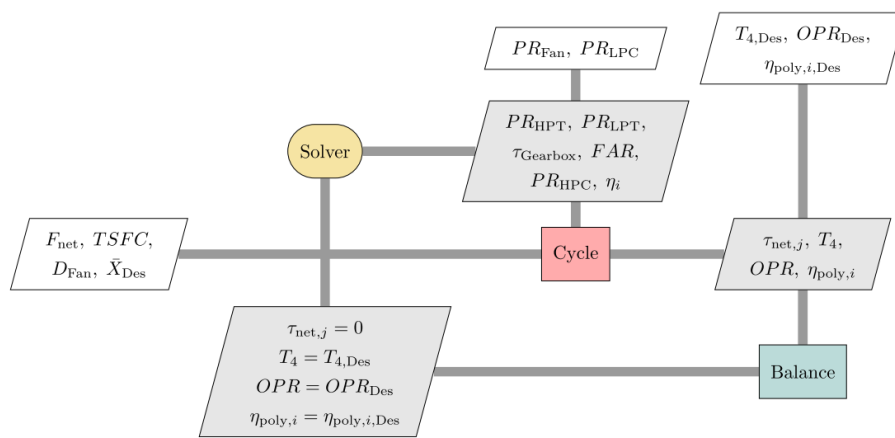 PR_Fan, PR_LPC
T_4,Des, OPR_Des,
η_poly,i,Des
PR_HPT, PR_LPT,
τ_Gearbox, FAR,
PR_HPC, η_i
Solver
F_net, TSFC,
D_Fan, X̄_Des
Cycle
τ_net,j, T_4,
OPR, η_poly,i
τ_net,j = 0
T_4 = T_4,Des
OPR = OPR_Des
η_poly,i = η_poly,i,Des
Balance